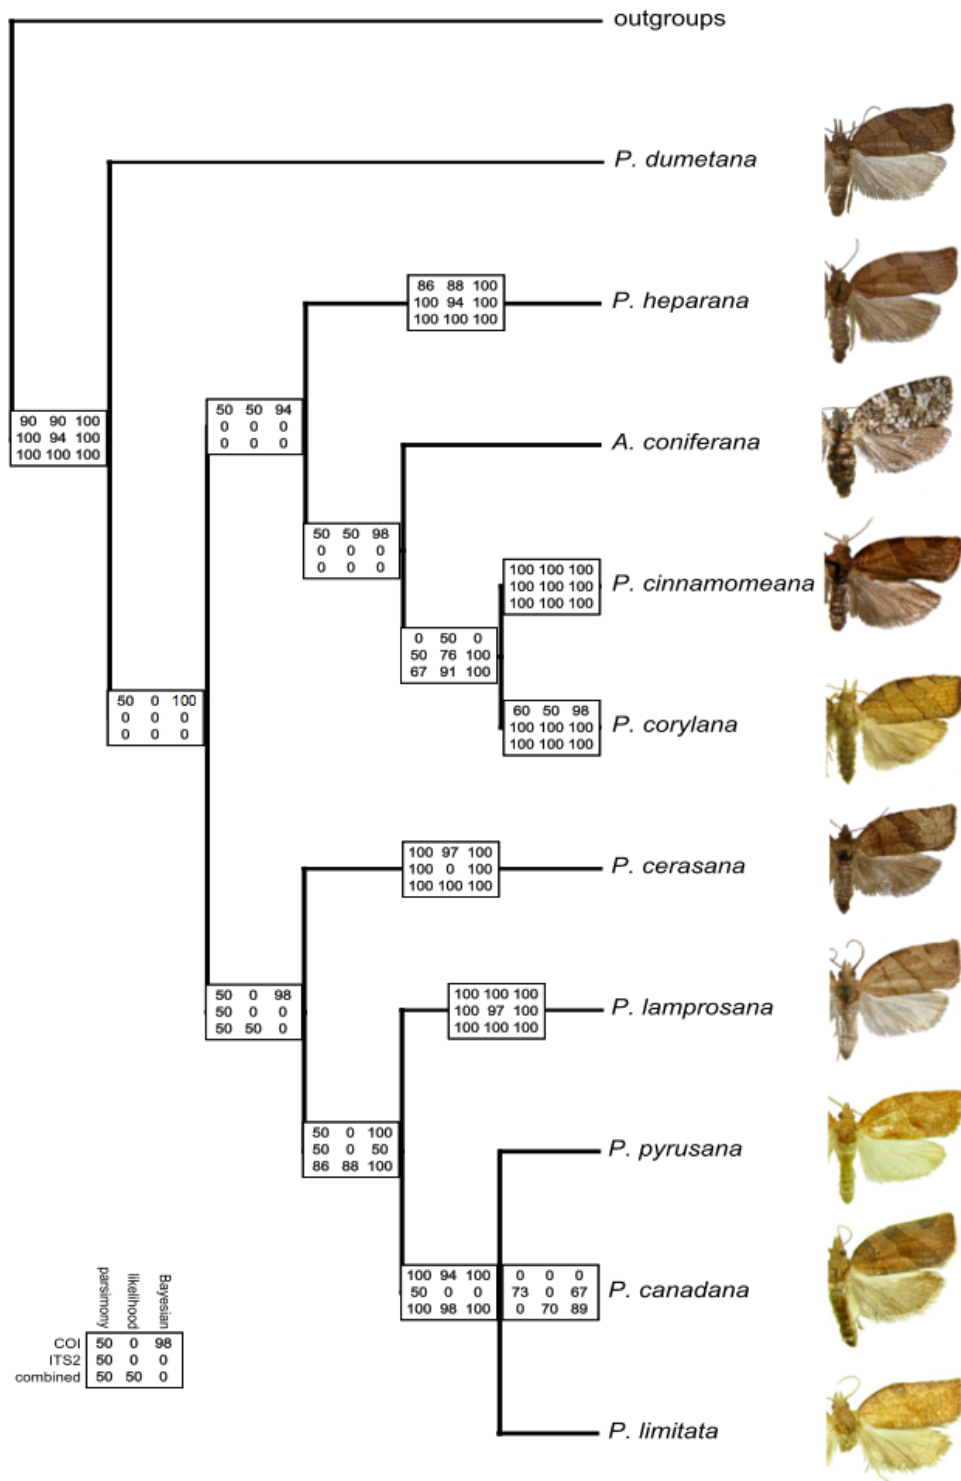 outgroups
P. dumetana
86 88 100
100 94 100
100 100 100
P. heparana
50 50 94
0 0 0
0 0 0
90 90 100
100 94 100
100 100 100
A. coniferana
50 50 98
0 0 0
0 0 0
100 100 100
100 100 100
100 100 100
P. cinnamomeana
0 50 0
50 76 100
67 91 100
50 0 100
0 0 0
0 0 0
60 50 98
100 100 100
100 100 100
P. corylana
100 97 100
100 0 100
100 100 100
P. cerasana
50 0 98
50 0 0
50 50 0
100 100 100
100 97 100
100 100 100
P. lamprosana
50 0 100
50 0 50
86 88 100
P. pyrusana
100 94 100
50 0 0
100 98 100
0 0 0
73 0 67
0 70 89
P. canadana
P. limitata
parsimony
likelihood
Bayesian
COI 50 0 98
ITS2 50 0 0
combined 50 50 0